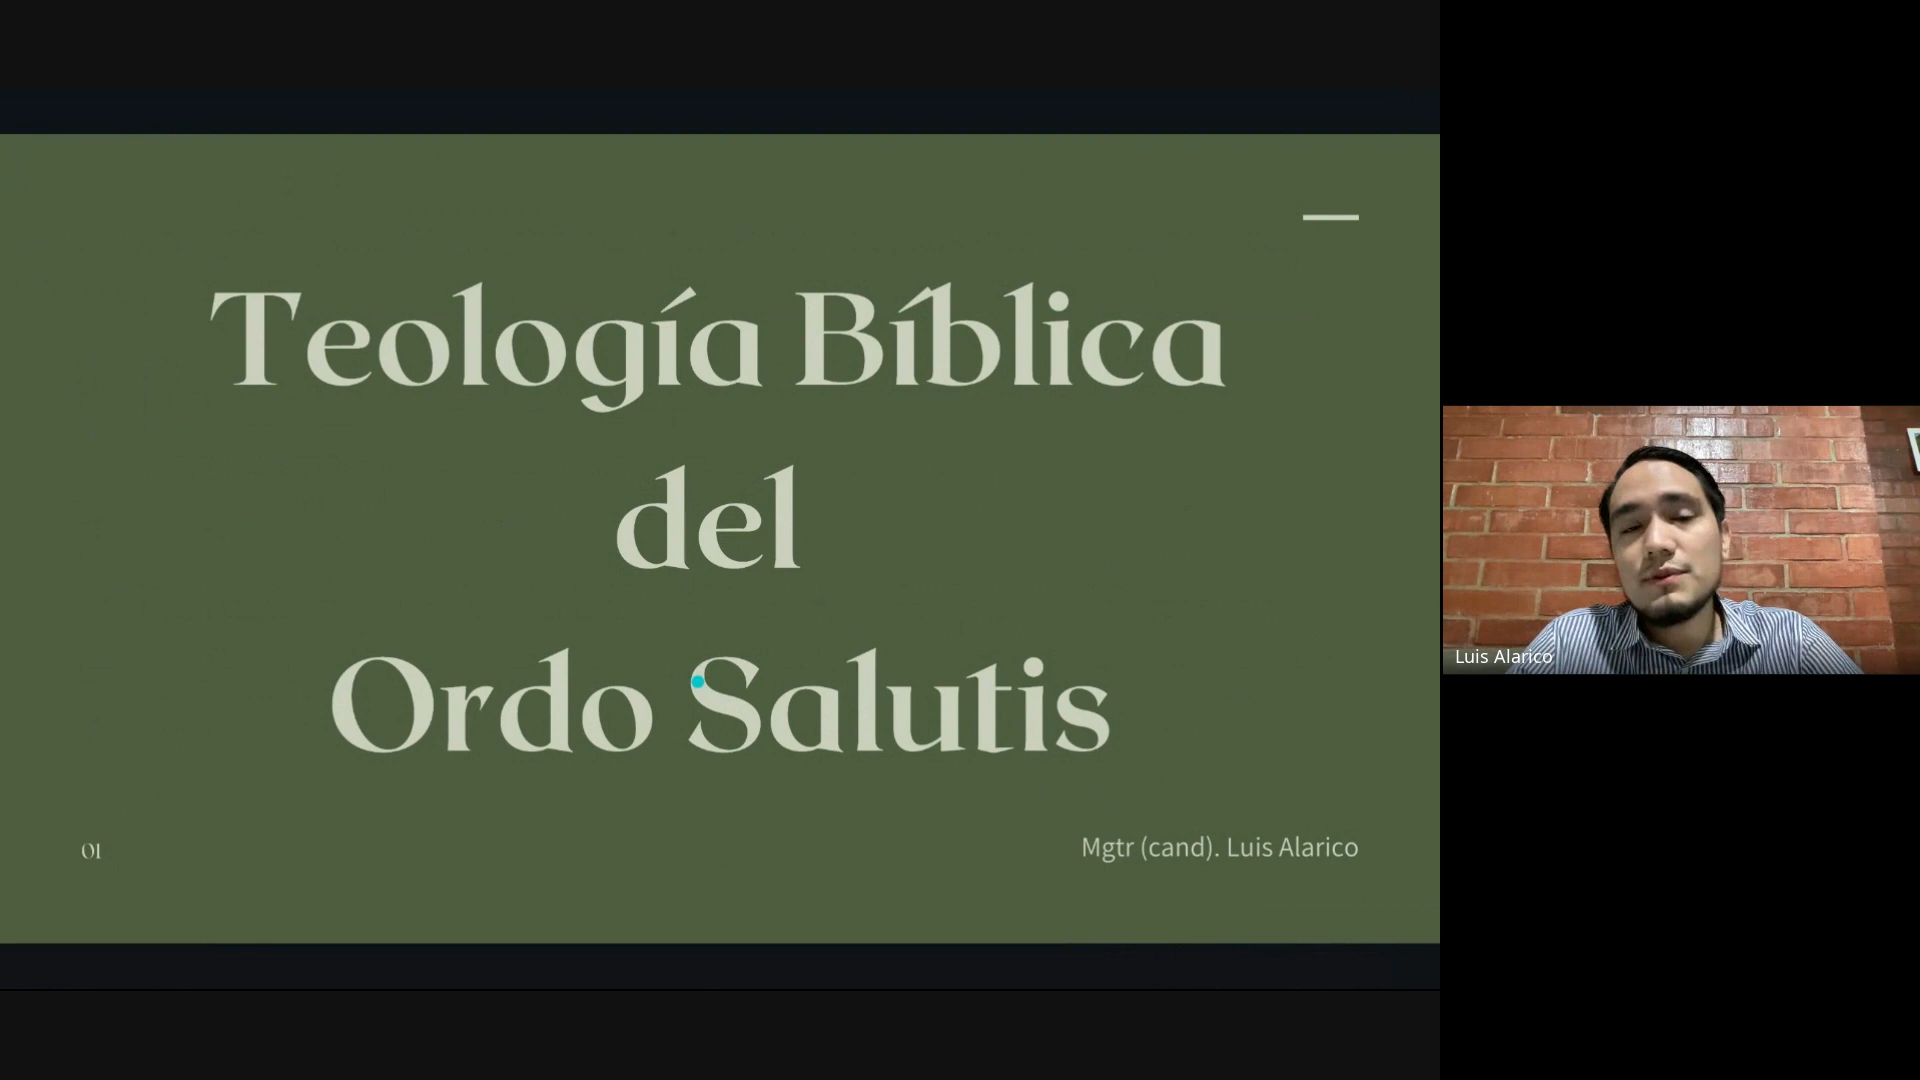 Teología Bíblica
del
Ordo Salutis
01
Mgtr (cand). Luis Alarico
Luis Alarico